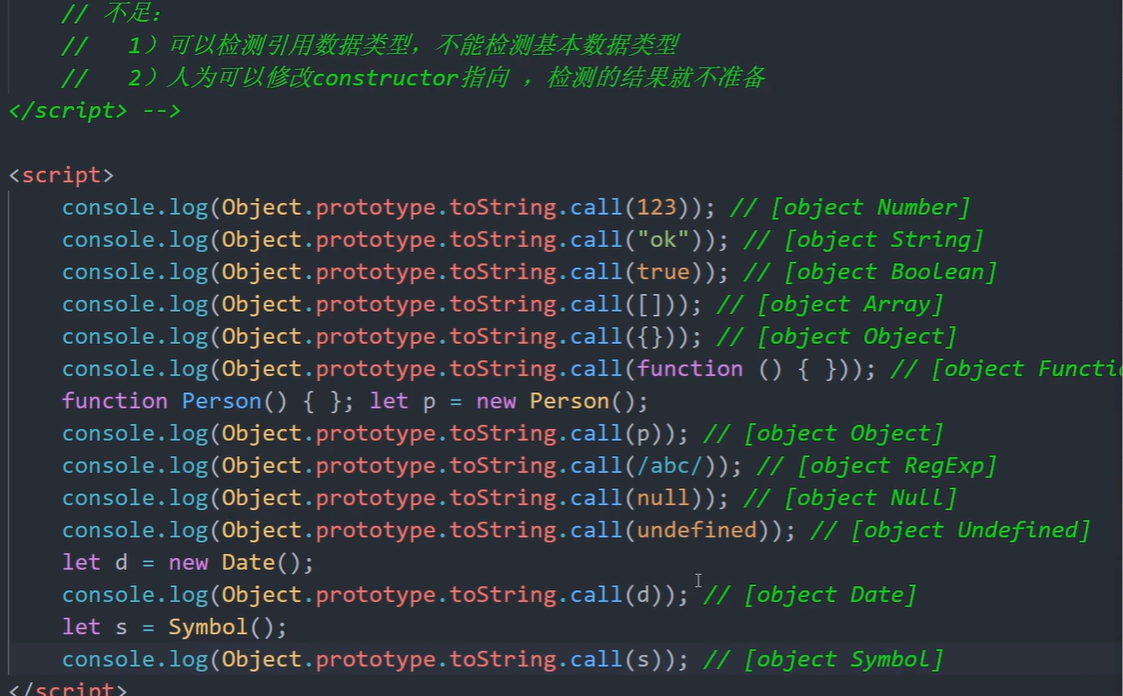 // 不足：
// 1）可以检测引用数据类型，不能检测基本数据类型
// 2）人为可以修改constructor指向 ，检测的结果就不准备
</script> -->
<script>
console.log(Object.prototype.toString.call(123)); // [object Number]
console.log(Object.prototype.toString.call("ok")); // [object String]
console.log(Object.prototype.toString.call(true)); // [object Boolean]
console.log(Object.prototype.toString.call([])); // [object Array]
console.log(Object.prototype.toString.call({})); // [object Object]
console.log(Object.prototype.toString.call(function () { })); // [object Functi
function Person() { }; let p = new Person();
console.log(Object.prototype.toString.call(p)); // [object Object]
console.log(Object.prototype.toString.call(/abc/)); // [object RegExp]
console.log(Object.prototype.toString.call(null)); // [object Null]
console.log(Object.prototype.toString.call(undefined)); // [object Undefined]
let d = new Date();
console.log(Object.prototype.toString.call(d)); // [object Date]
let s = Symbol();
console.log(Object.prototype.toString.call(s)); // [object Symbol]
</script>